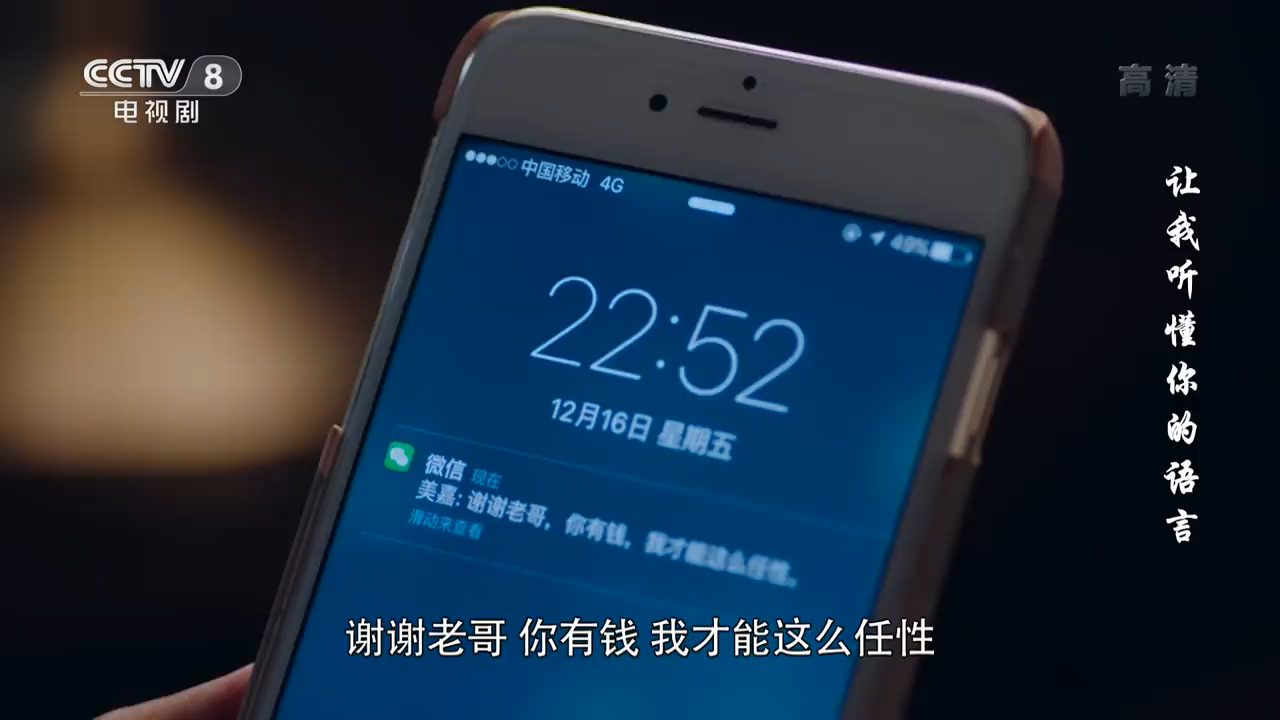 CCTV 8
电视剧
高清
让我听懂你的语言
中国移动 4G
49%
22:52
12月16日 星期五
微信 现在
美嘉: 谢谢老哥，你有钱，我才能这么任性。
滑动来查看
谢谢老哥 你有钱 我才能这么任性